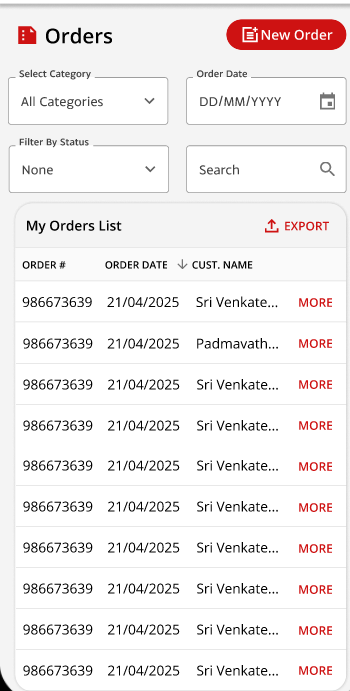 Orders
New Order
Select Category
Order Date
All Categories
DD/MM/YYYY
Filter By Status
None
Search
My Orders List
EXPORT
ORDER # ORDER DATE CUST. NAME
986673639 21/04/2025 Sri Venkate... MORE
986673639 21/04/2025 Padmavath... MORE
986673639 21/04/2025 Sri Venkate... MORE
986673639 21/04/2025 Sri Venkate... MORE
986673639 21/04/2025 Sri Venkate... MORE
986673639 21/04/2025 Sri Venkate... MORE
986673639 21/04/2025 Sri Venkate... MORE
986673639 21/04/2025 Sri Venkate... MORE
986673639 21/04/2025 Sri Venkate... MORE
986673639 21/04/2025 Sri Venkate... MORE